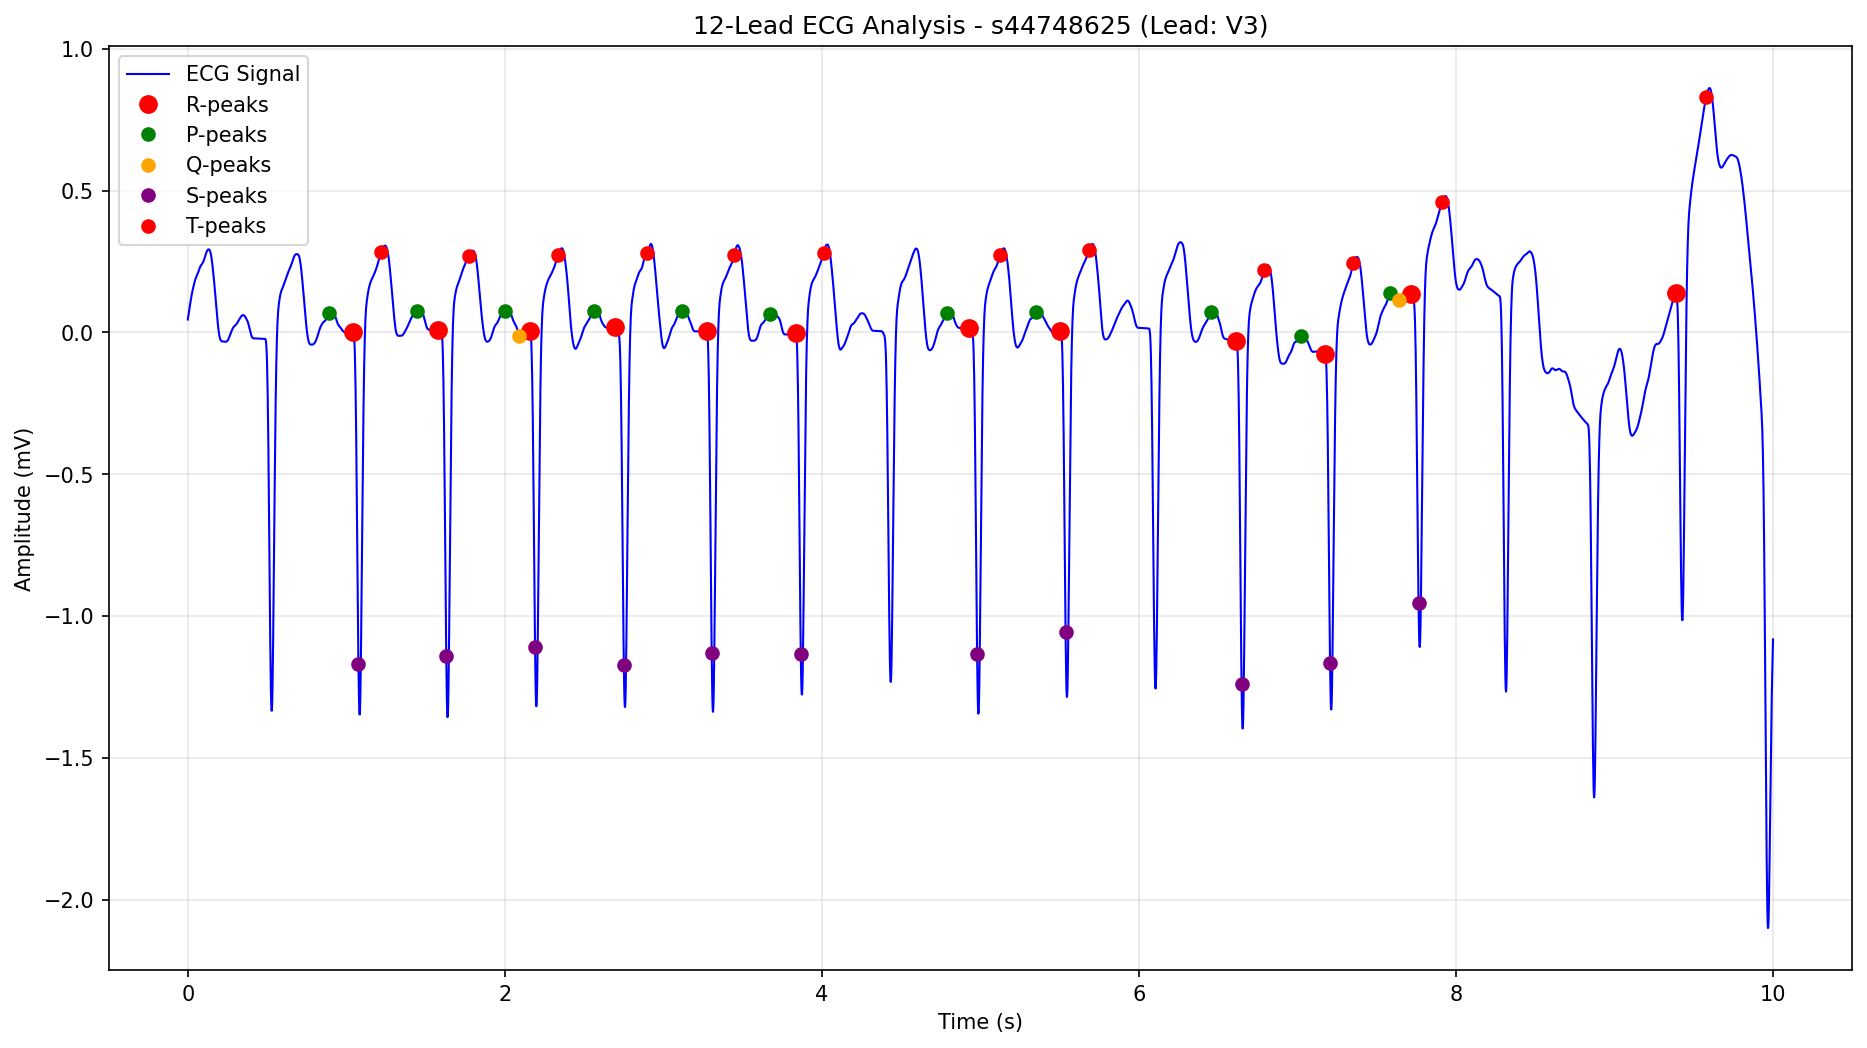 12-Lead ECG Analysis - s44748625 (Lead: V3)
ECG Signal
R-peaks
P-peaks
Q-peaks
S-peaks
T-peaks
Amplitude (mV)
1.0
0.5
0.0
−0.5
−1.0
−1.5
−2.0
0 2 4 6 8 10
Time (s)